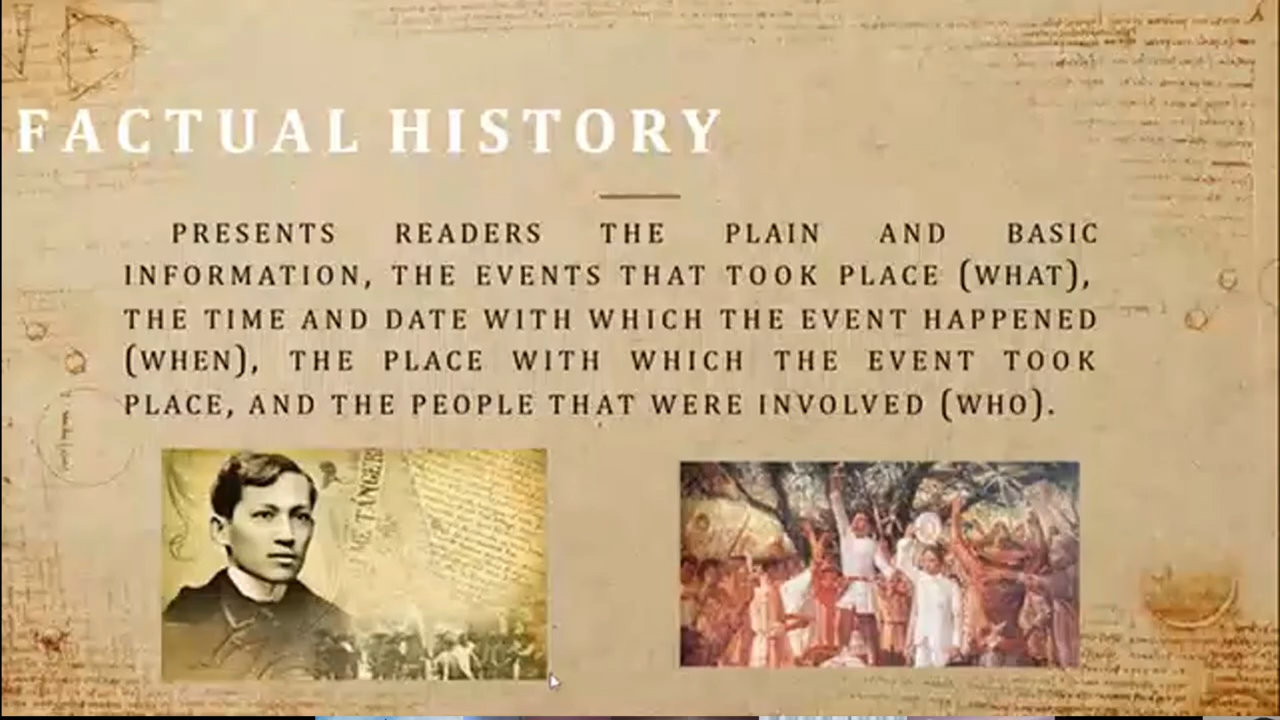 FACTUAL HISTORY
PRESENTS READERS THE PLAIN AND BASIC
INFORMATION, THE EVENTS THAT TOOK PLACE (WHAT),
THE TIME AND DATE WITH WHICH THE EVENT HAPPENED
(WHEN), THE PLACE WITH WHICH THE EVENT TOOK
PLACE, AND THE PEOPLE THAT WERE INVOLVED (WHO).